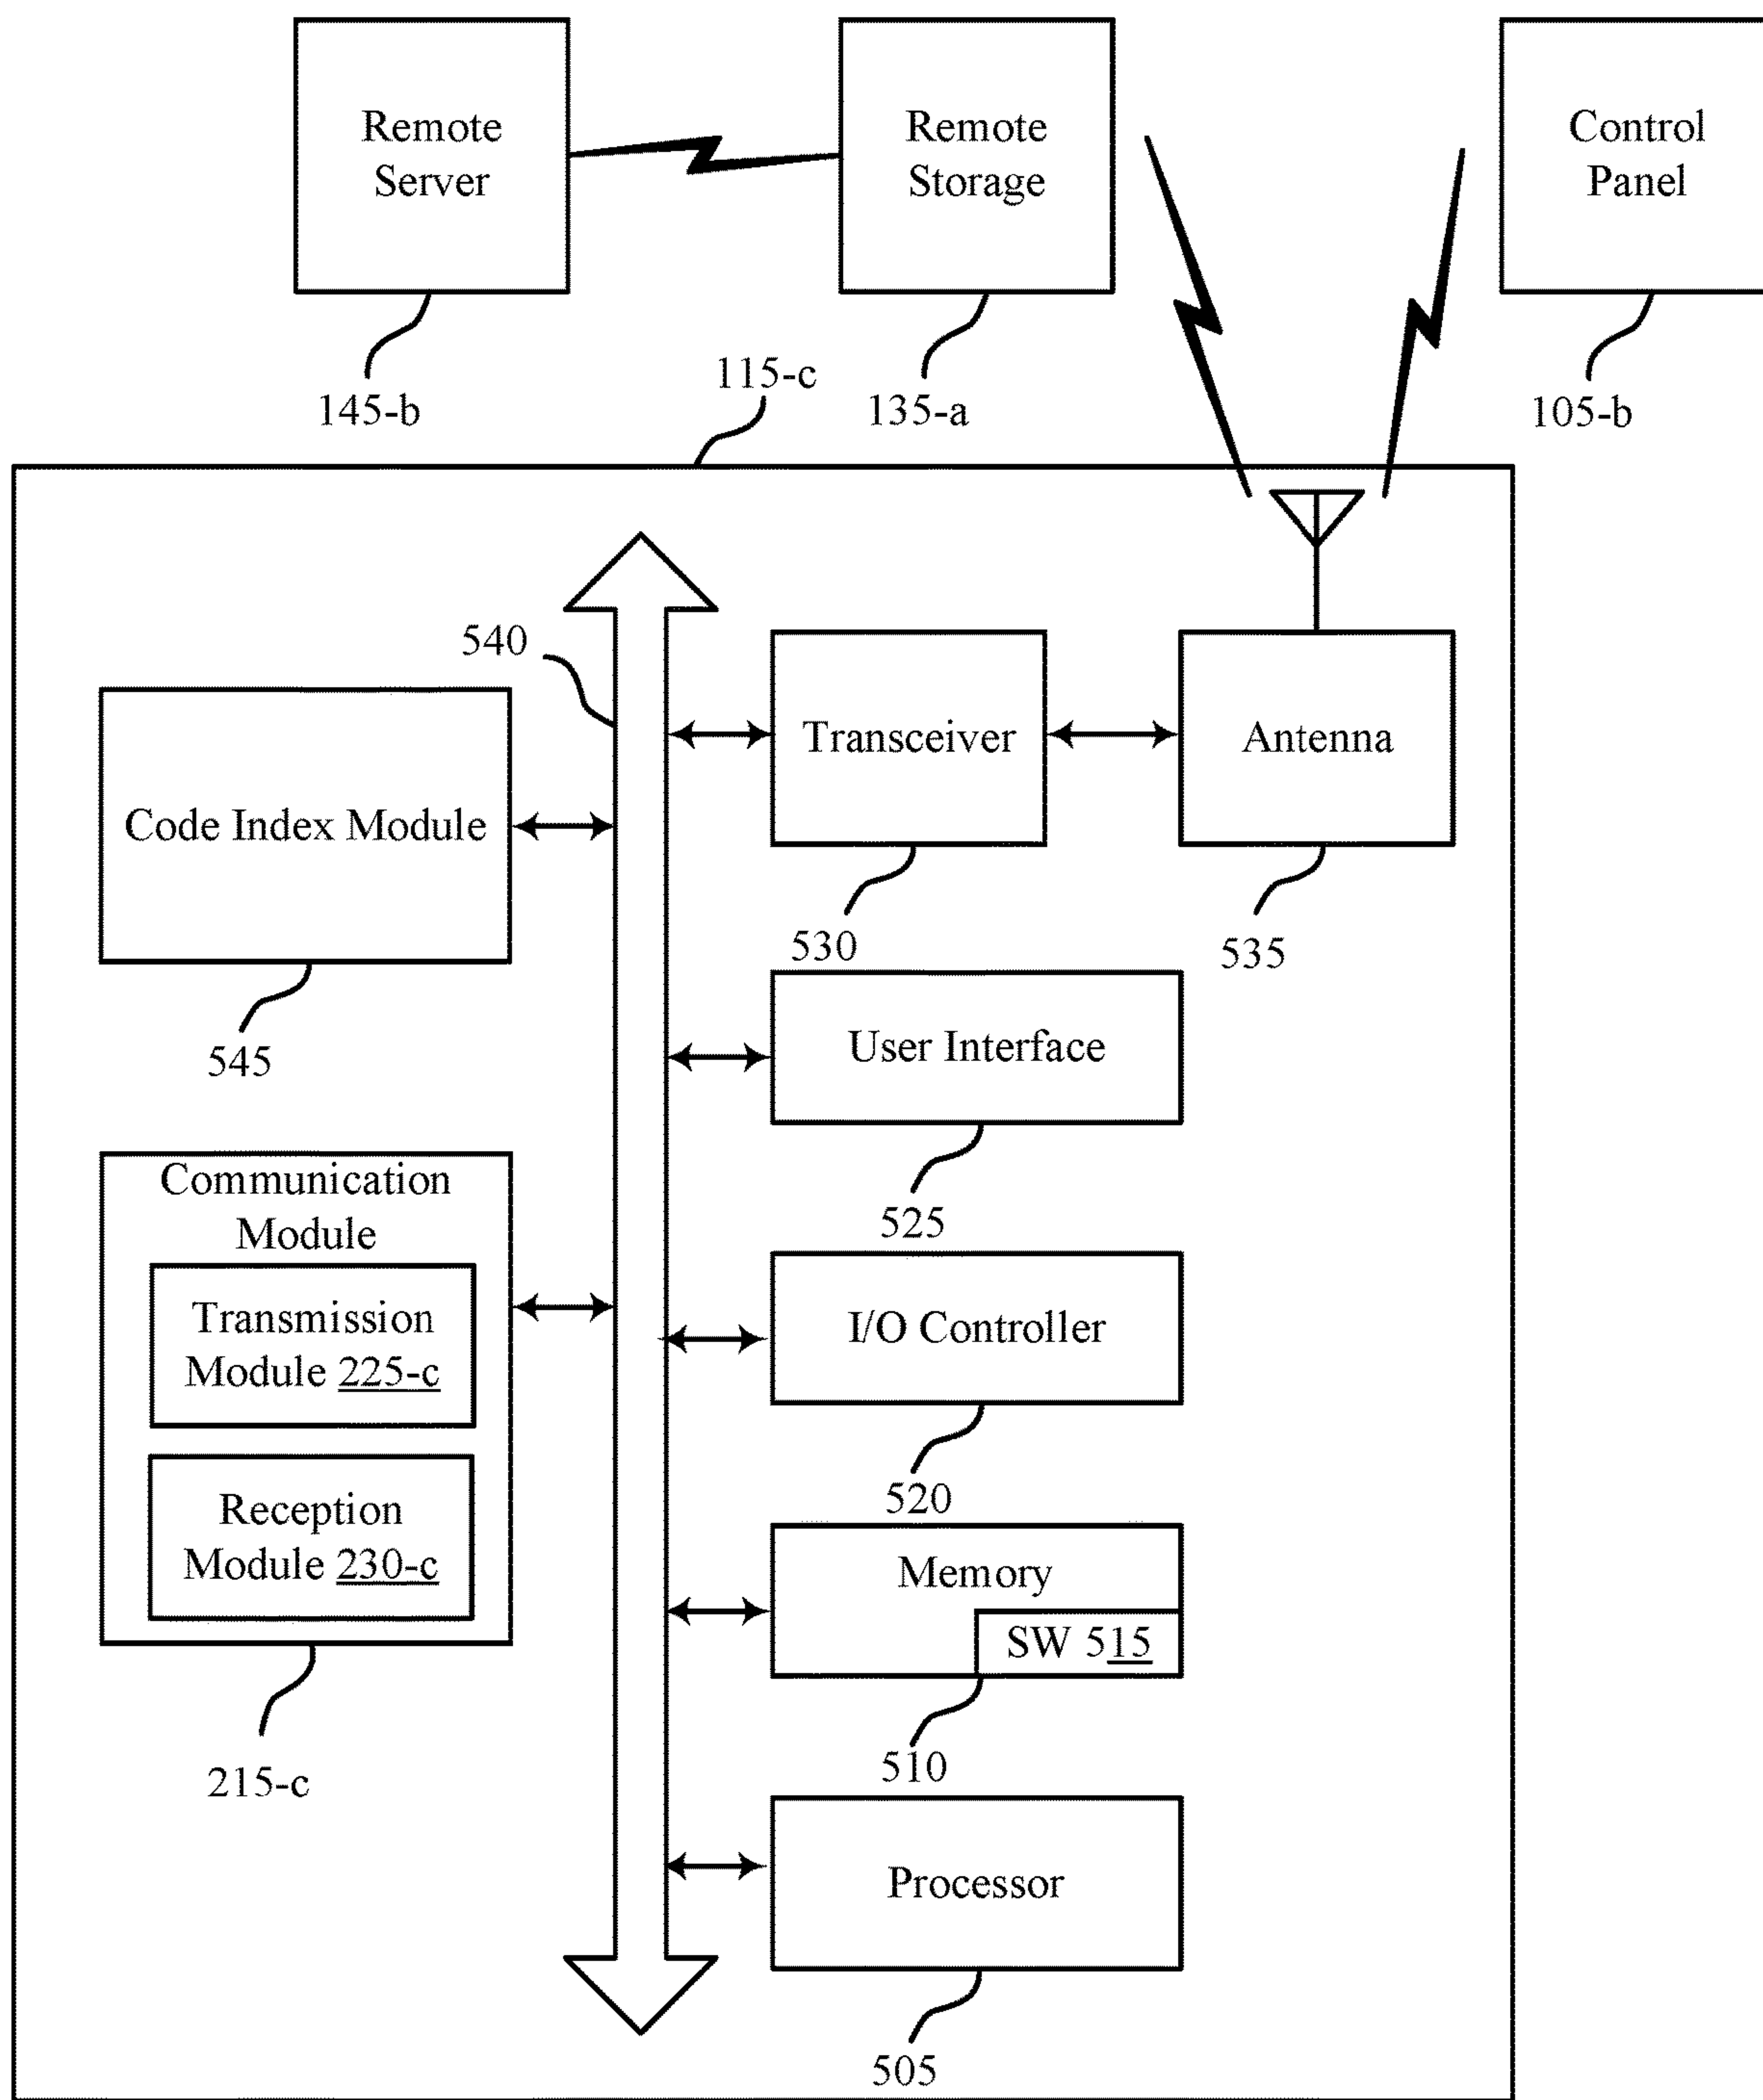 Remote
Server
Remote
Storage
Control
Panel
145-b
115-c
135-a
105-b
540
Transceiver
Antenna
Code Index Module
530
535
545
User Interface
525
Communication
Module
Transmission
Module 225-c
I/O Controller
520
Reception
Module 230-c
Memory
SW 515
510
215-c
Processor
505